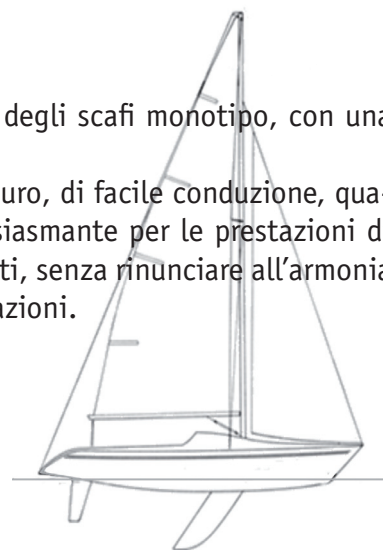 degli scafi monotipo, con una
uro, di facile conduzione, qua-
siasmante per le prestazioni d
ti, senza rinunciare all'armonia
azioni.